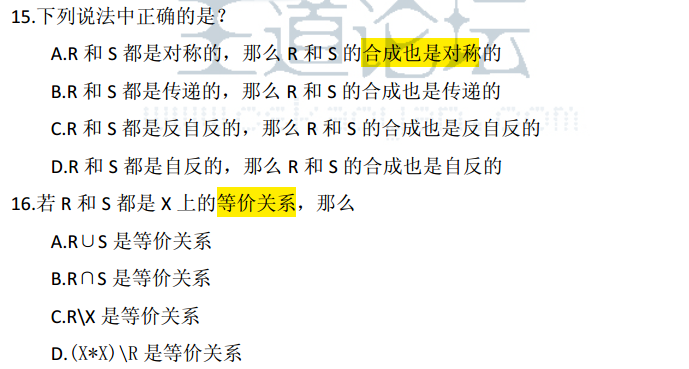 15.下列说法中正确的是?
A.R 和 S 都是对称的，那么 R 和 S 的合成也是对称的
B.R 和 S 都是传递的，那么 R 和 S 的合成也是传递的
C.R 和 S 都是反自反的，那么 R 和 S 的合成也是反自反的
D.R 和 S 都是自反的，那么 R 和 S 的合成也是自反的
16.若 R 和 S 都是 X 上的等价关系，那么
A.R∪S 是等价关系
B.R∩S 是等价关系
C.R\X 是等价关系
D.(X*X)\R 是等价关系
王道论坛